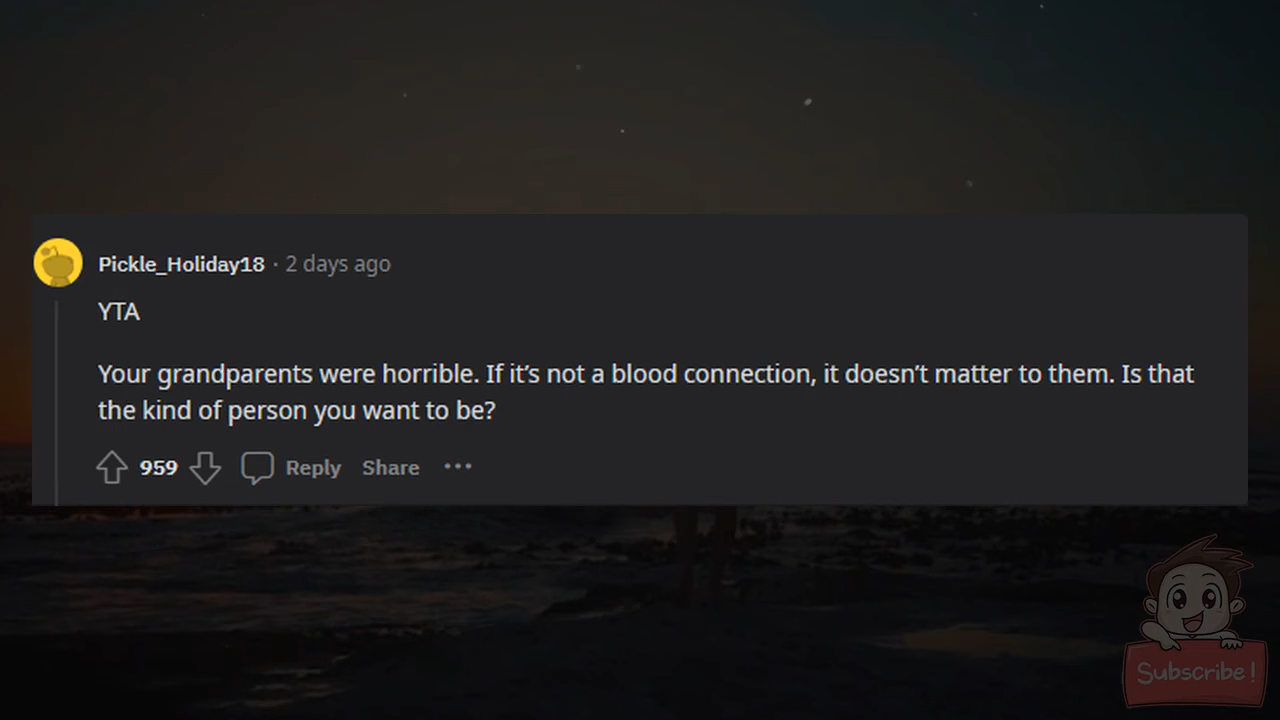 Pickle_Holiday18 · 2 days ago
YTA
Your grandparents were horrible. If it’s not a blood connection, it doesn’t matter to them. Is that
the kind of person you want to be?
959 Reply Share ···
Subscribe!